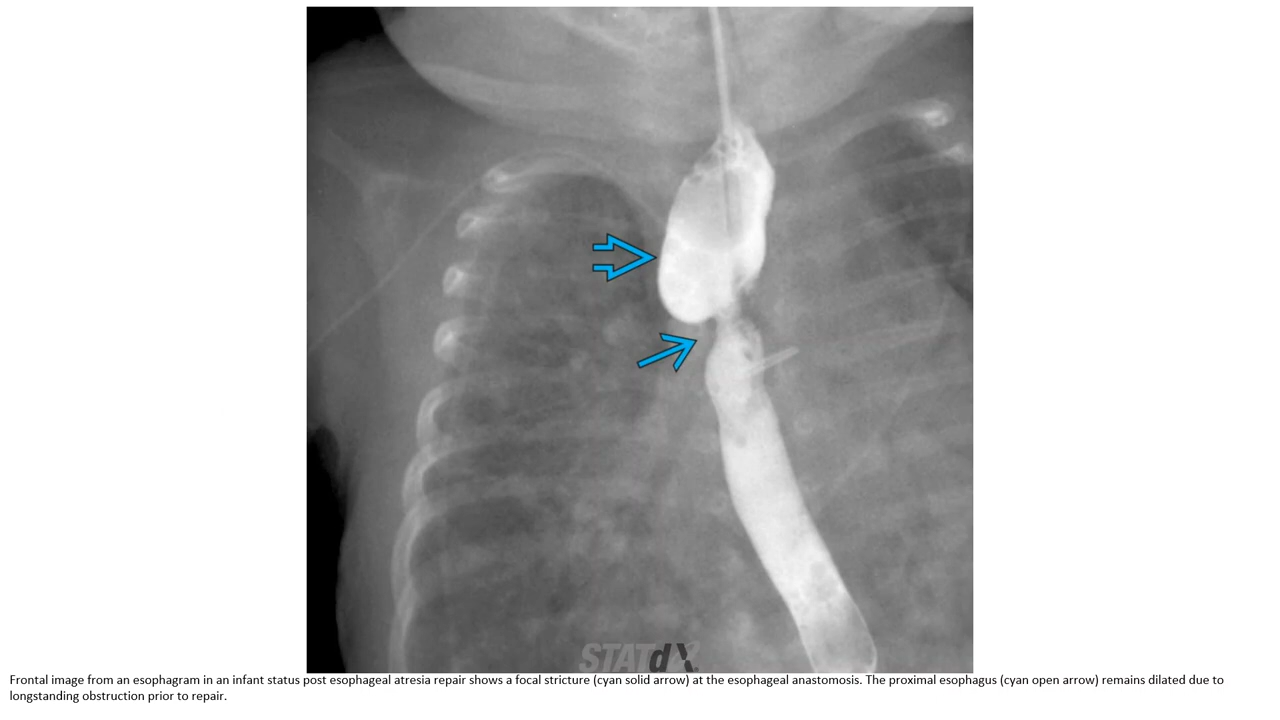 STATdX
Frontal image from an esophagram in an infant status post esophageal atresia repair shows a focal stricture (cyan solid arrow) at the esophageal anastomosis. The proximal esophagus (cyan open arrow) remains dilated due to
longstanding obstruction prior to repair.